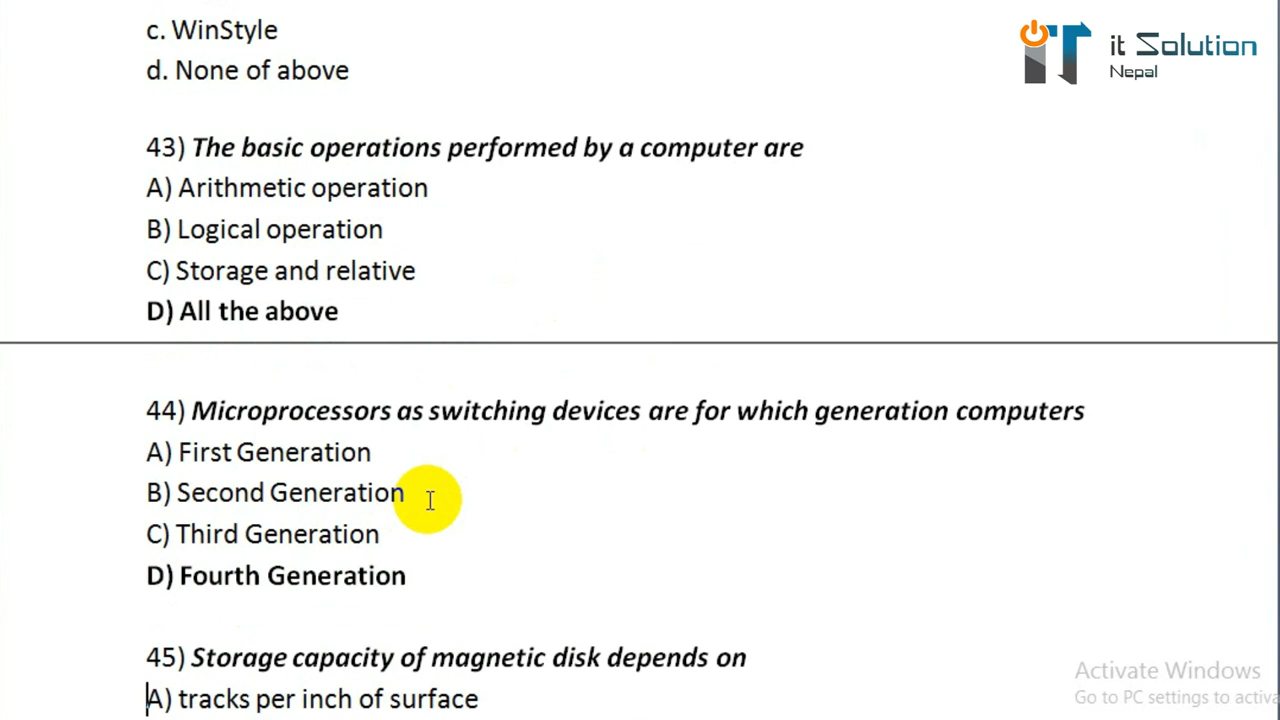 c. WinStyle
d. None of above
it Solution
Nepal
43) The basic operations performed by a computer are
A) Arithmetic operation
B) Logical operation
C) Storage and relative
D) All the above
44) Microprocessors as switching devices are for which generation computers
A) First Generation
B) Second Generation
C) Third Generation
D) Fourth Generation
45) Storage capacity of magnetic disk depends on
A) tracks per inch of surface
Activate Windows
Go to PC settings to activa